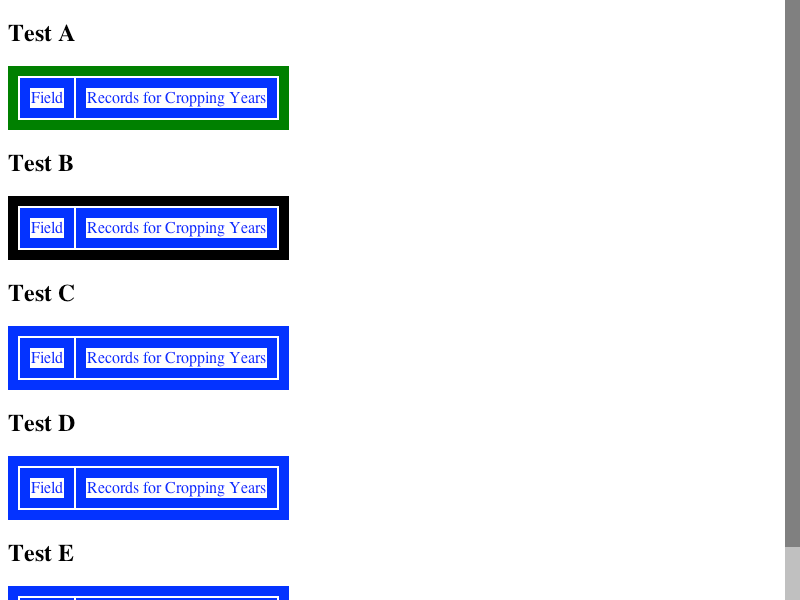 Test A
Field Records for Cropping Years
Test B
Field Records for Cropping Years
Test C
Field Records for Cropping Years
Test D
Field Records for Cropping Years
Test E